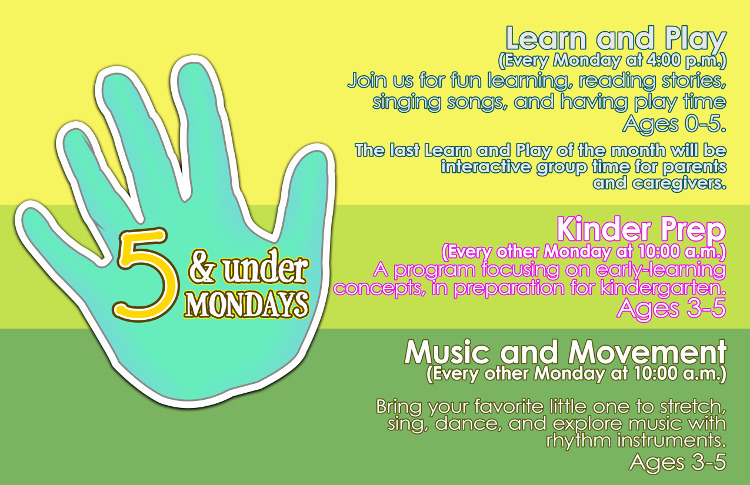 5 & under
MONDAYS
Learn and Play
(Every Monday at 4:00 p.m.)
Join us for fun learning, reading stories,
singing songs, and having play time
Ages 0-5.
The last Learn and Play of the month will be
interactive group time for parents
and caregivers.
Kinder Prep
(Every other Monday at 10:00 a.m.)
A program focusing on early-learning
concepts, in preparation for kindergarten.
Ages 3-5
Music and Movement
(Every other Monday at 10:00 a.m.)
Bring your favorite little one to stretch,
sing, dance, and explore music with
rhythm instruments.
Ages 3-5